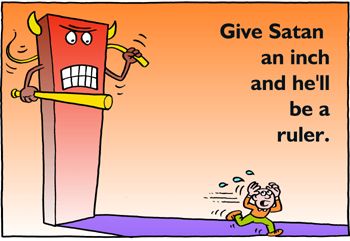 Give Satan
an inch
and he'll
be a
ruler.